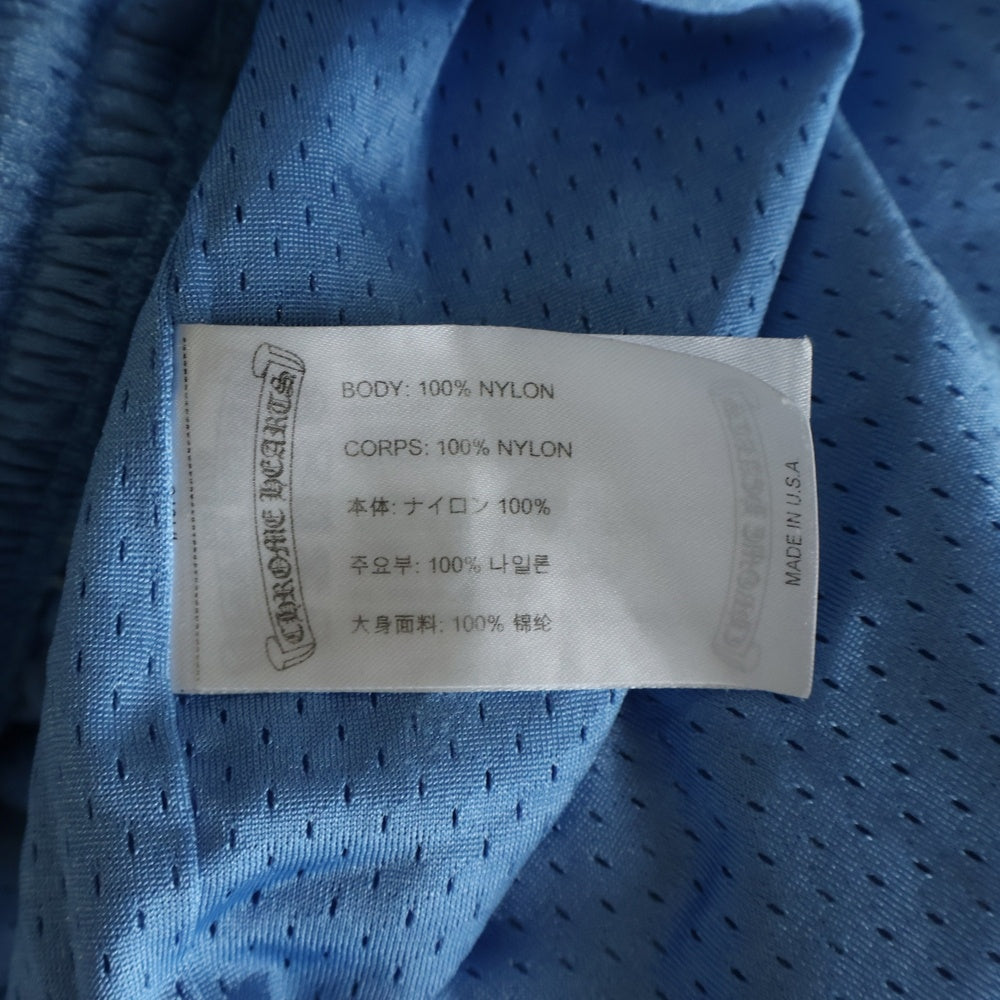 CHROME HEARTS
BODY: 100% NYLON
CORPS: 100% NYLON
本体: ナイロン 100%
주요부: 100% 나일론
大身面料: 100% 锦纶
MADE IN U.S.A